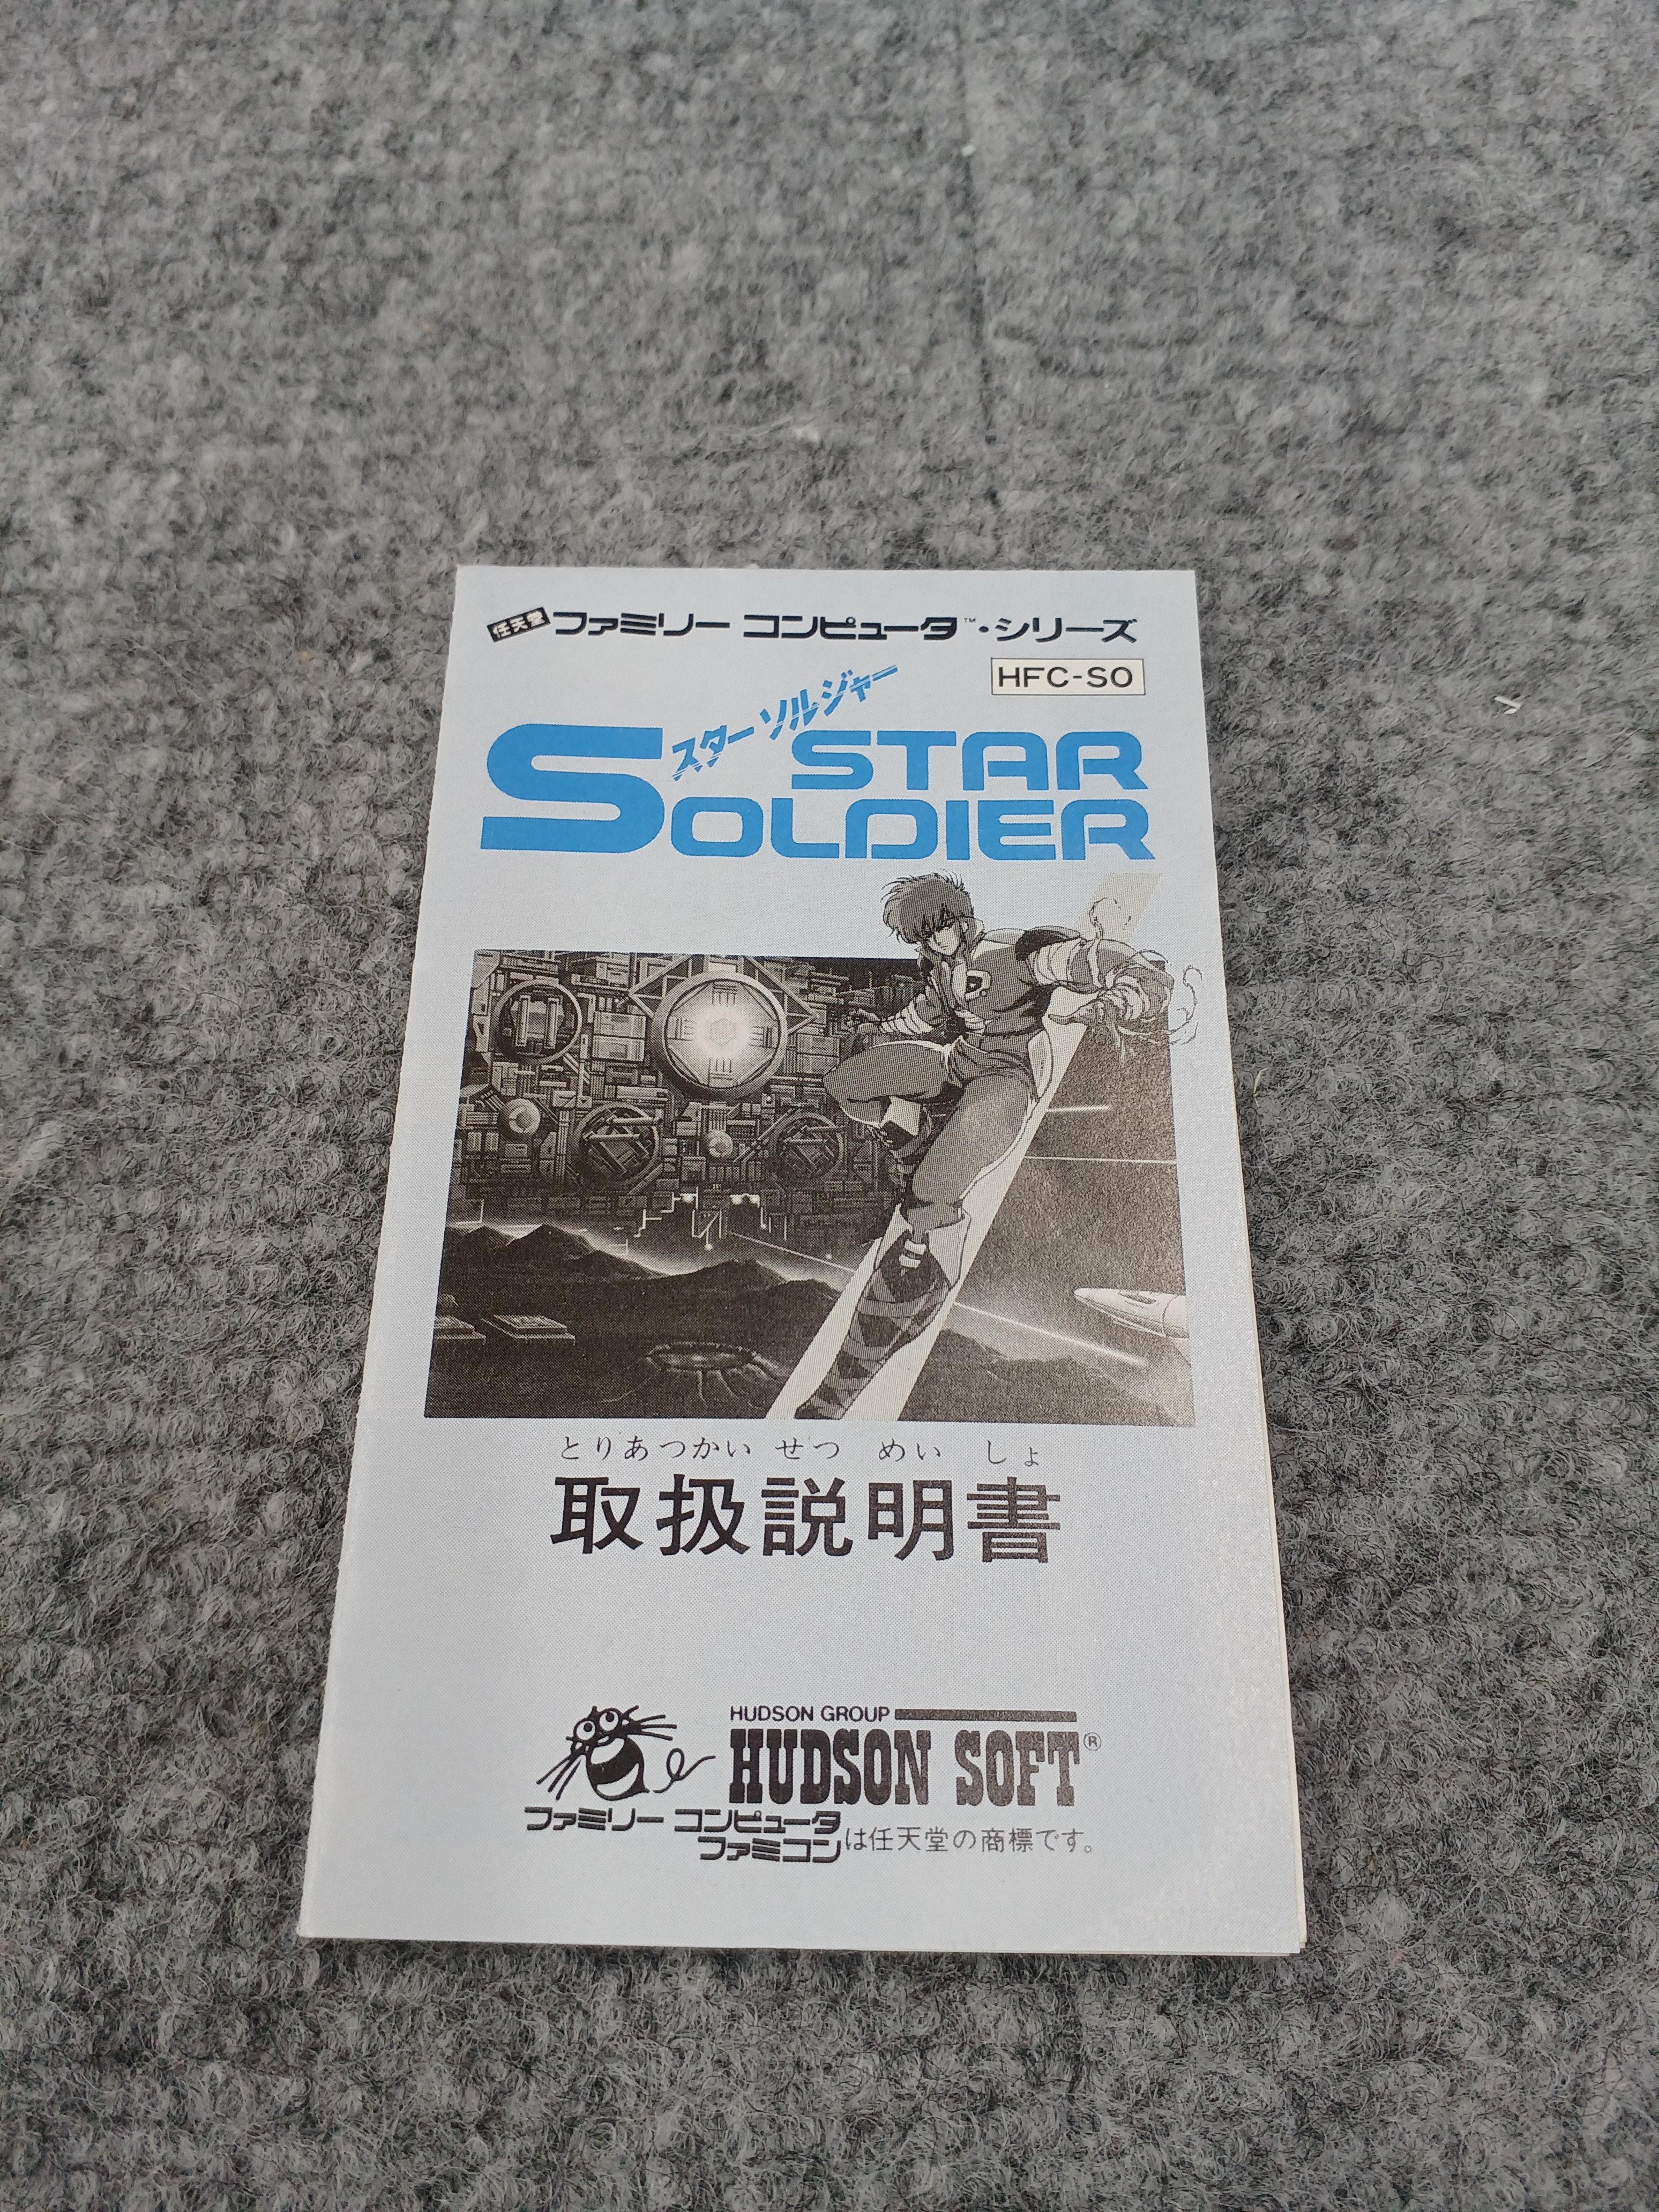 任天堂 ファミリー コンピュータ™・シリーズ
HFC-SO
スターソルジャー
STAR
SOLDIER
とりあつかい せつ めい しょ
取扱説明書
HUDSON GROUP
HUDSON SOFT®
ファミリー コンピュータ
ファミコン は任天堂の商標です。